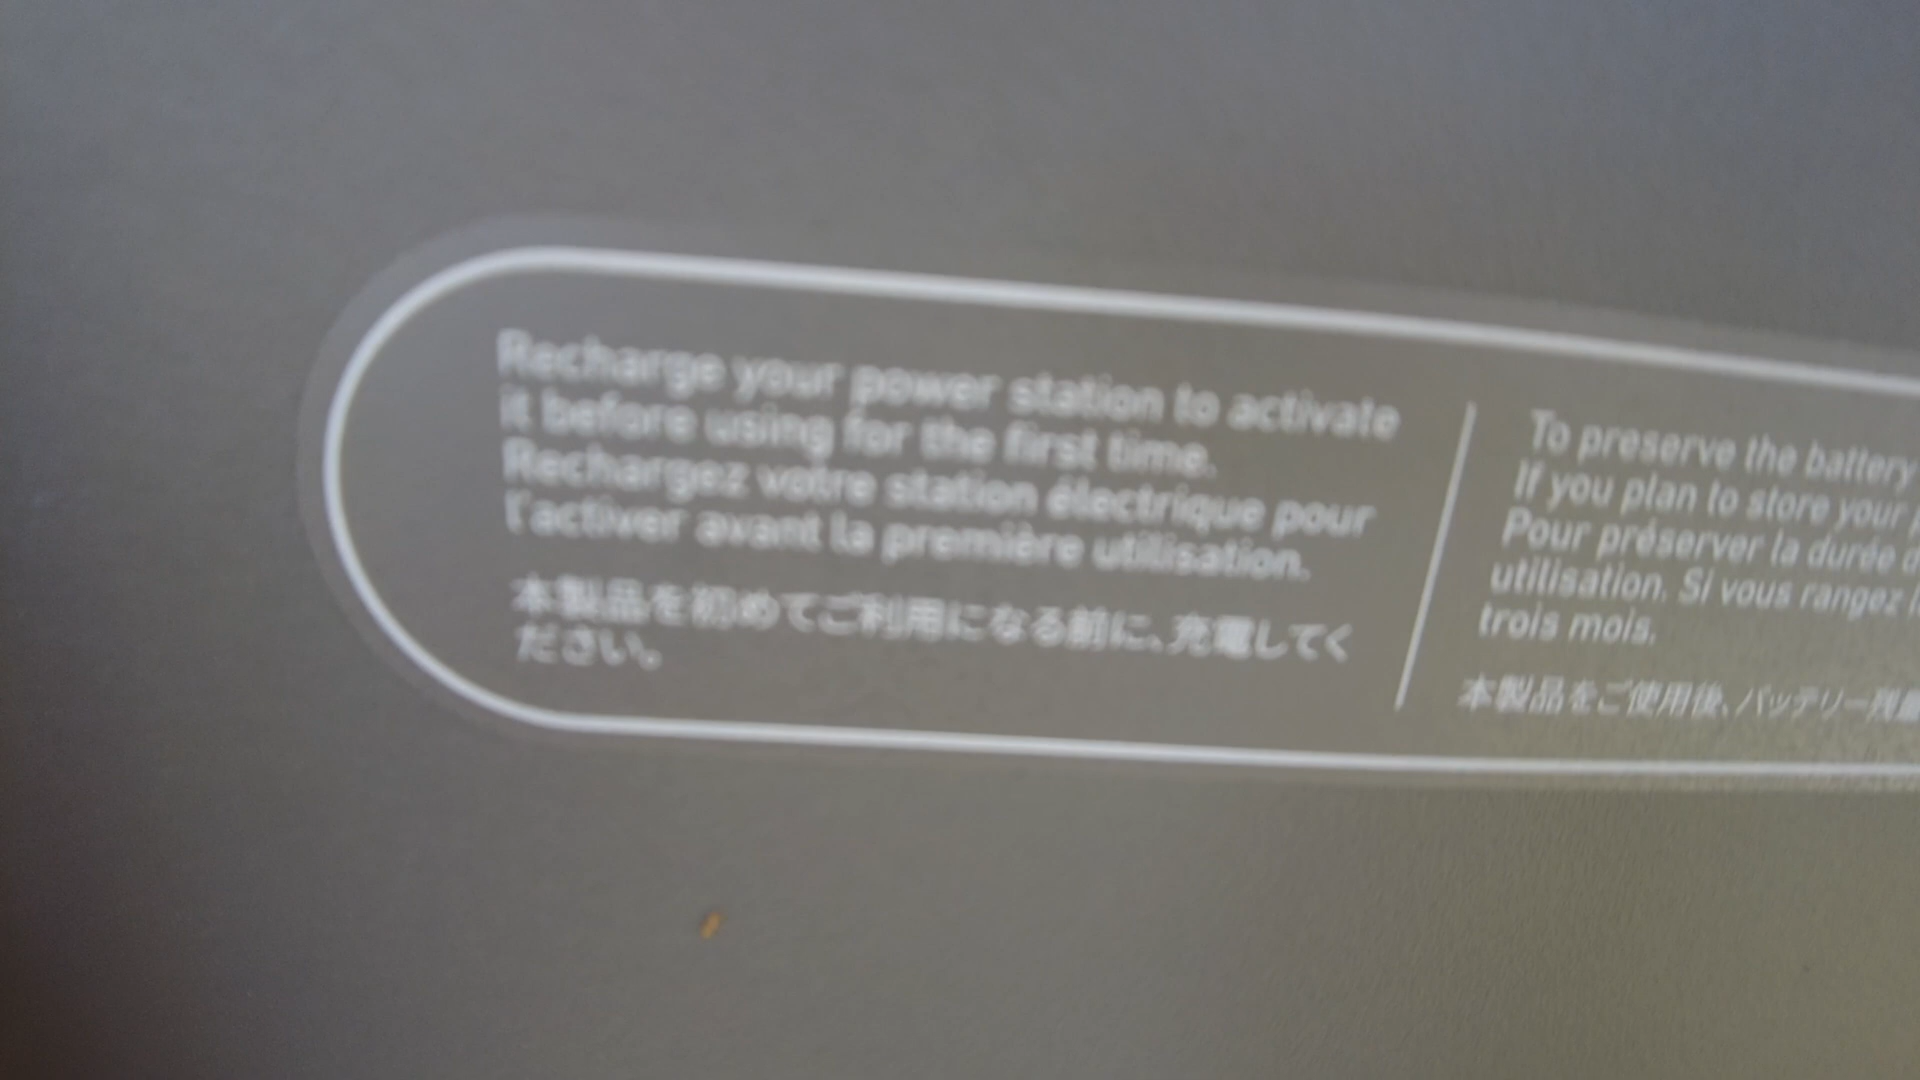 Recharge your power station to activate
it before using for the first time.
Rechargez votre station électrique pour
l'activer avant la première utilisation.
本製品を初めてご利用になる前に、充電してく
ださい。
To preserve the battery
If you plan to store your
Pour préserver la durée
utilisation. Si vous rangez
trois mois.
本製品をご使用後、バッテリー残量